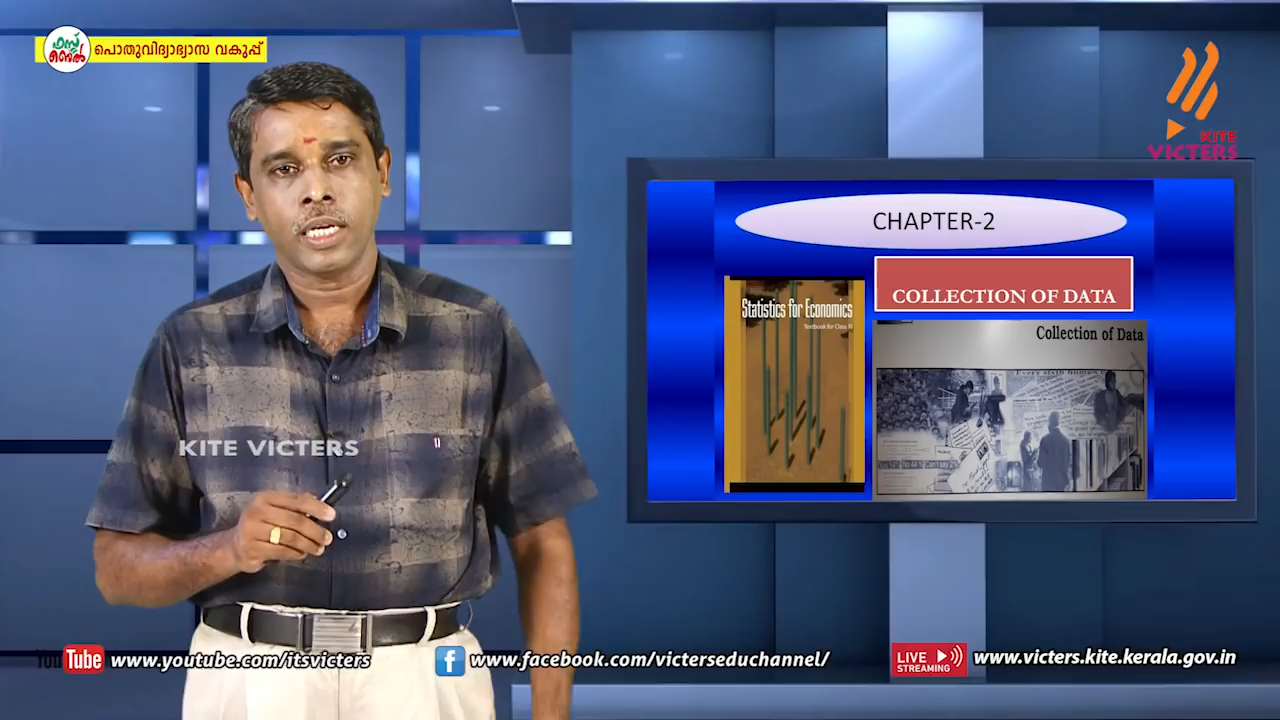 ഫസ്റ്റ്
ബെൽ
പൊതുവിദ്യാഭ്യാസ വകുപ്പ്
KITE
VICTERS
CHAPTER-2
COLLECTION OF DATA
Statistics for Economics
Textbook for Class XI
Collection of Data
KITE VICTERS
YouTube www.youtube.com/itsvicters
f www.facebook.com/victerseduchannel/
LIVE
STREAMING
www.victers.kite.kerala.gov.in